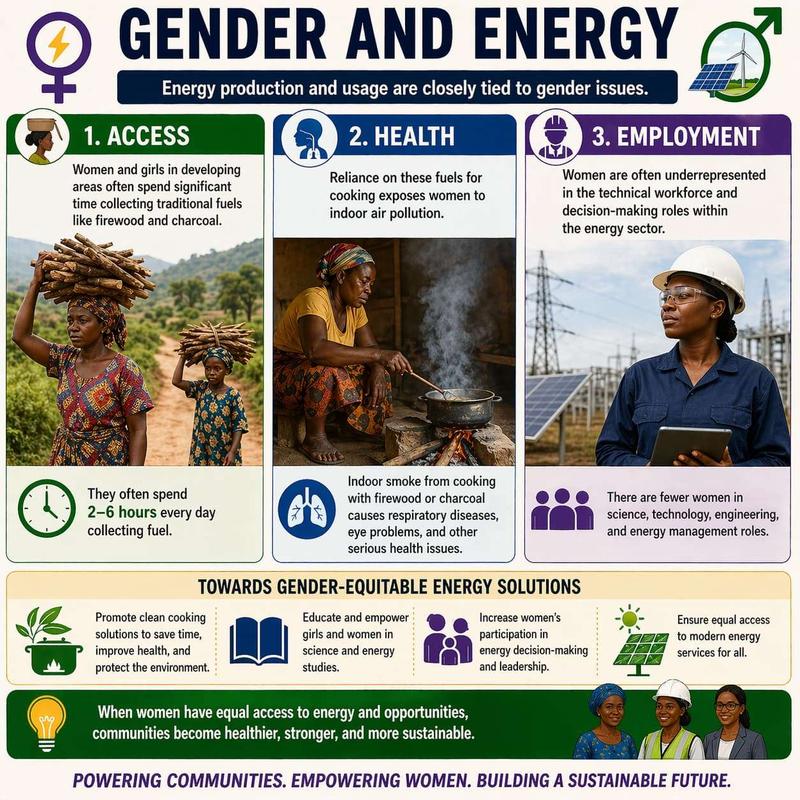 GENDER AND ENERGY
Energy production and usage are closely tied to gender issues.
1. ACCESS
Women and girls in developing
areas often spend significant
time collecting traditional fuels
like firewood and charcoal.
They often spend
2–6 hours every day
collecting fuel.
2. HEALTH
Reliance on these fuels for
cooking exposes women to
indoor air pollution.
Indoor smoke from cooking
with firewood or charcoal
causes respiratory diseases,
eye problems, and other
serious health issues.
3. EMPLOYMENT
Women are often underrepresented
in the technical workforce and
decision-making roles within
the energy sector.
There are fewer women in
science, technology, engineering,
and energy management roles.
TOWARDS GENDER-EQUITABLE ENERGY SOLUTIONS
Promote clean cooking
solutions to save time,
improve health, and
protect the environment.
Educate and empower
girls and women in
science and energy
studies.
Increase women's
participation in
energy decision-making
and leadership.
Ensure equal access
to modern energy
services for all.
When women have equal access to energy and opportunities,
communities become healthier, stronger, and more sustainable.
POWERING COMMUNITIES. EMPOWERING WOMEN. BUILDING A SUSTAINABLE FUTURE.